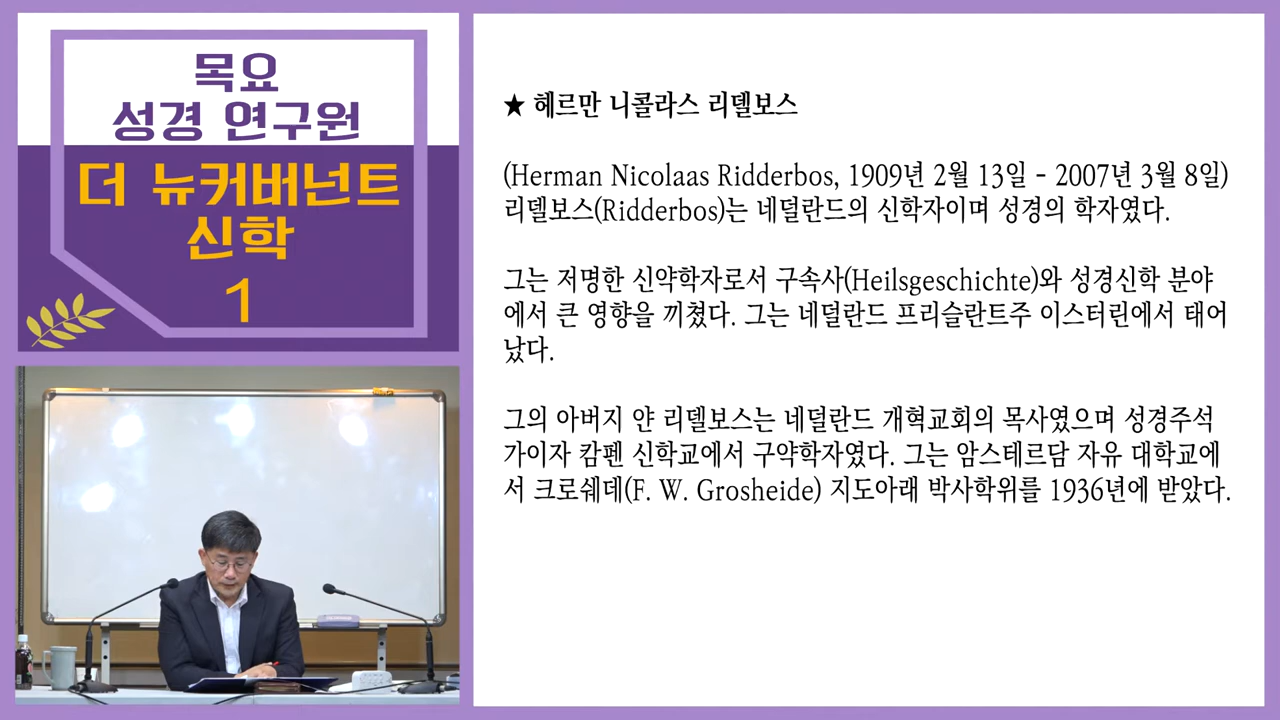 목요
성경 연구원
더 뉴커버넌트
신학
1
★ 헤르만 니콜라스 리델보스
(Herman Nicolaas Ridderbos, 1909년 2월 13일 - 2007년 3월 8일)
리델보스(Ridderbos)는 네덜란드의 신학자이며 성경의 학자였다.
그는 저명한 신약학자로서 구속사(Heilsgeschichte)와 성경신학 분야
에서 큰 영향을 끼쳤다. 그는 네덜란드 프리슬란트주 이스터린에서 태어
났다.
그의 아버지 얀 리델보스는 네덜란드 개혁교회의 목사였으며 성경주석
가이자 캄펜 신학교에서 구약학자였다. 그는 암스테르담 자유 대학교에
서 크로쉐데(F. W. Grosheide) 지도아래 박사학위를 1936년에 받았다.